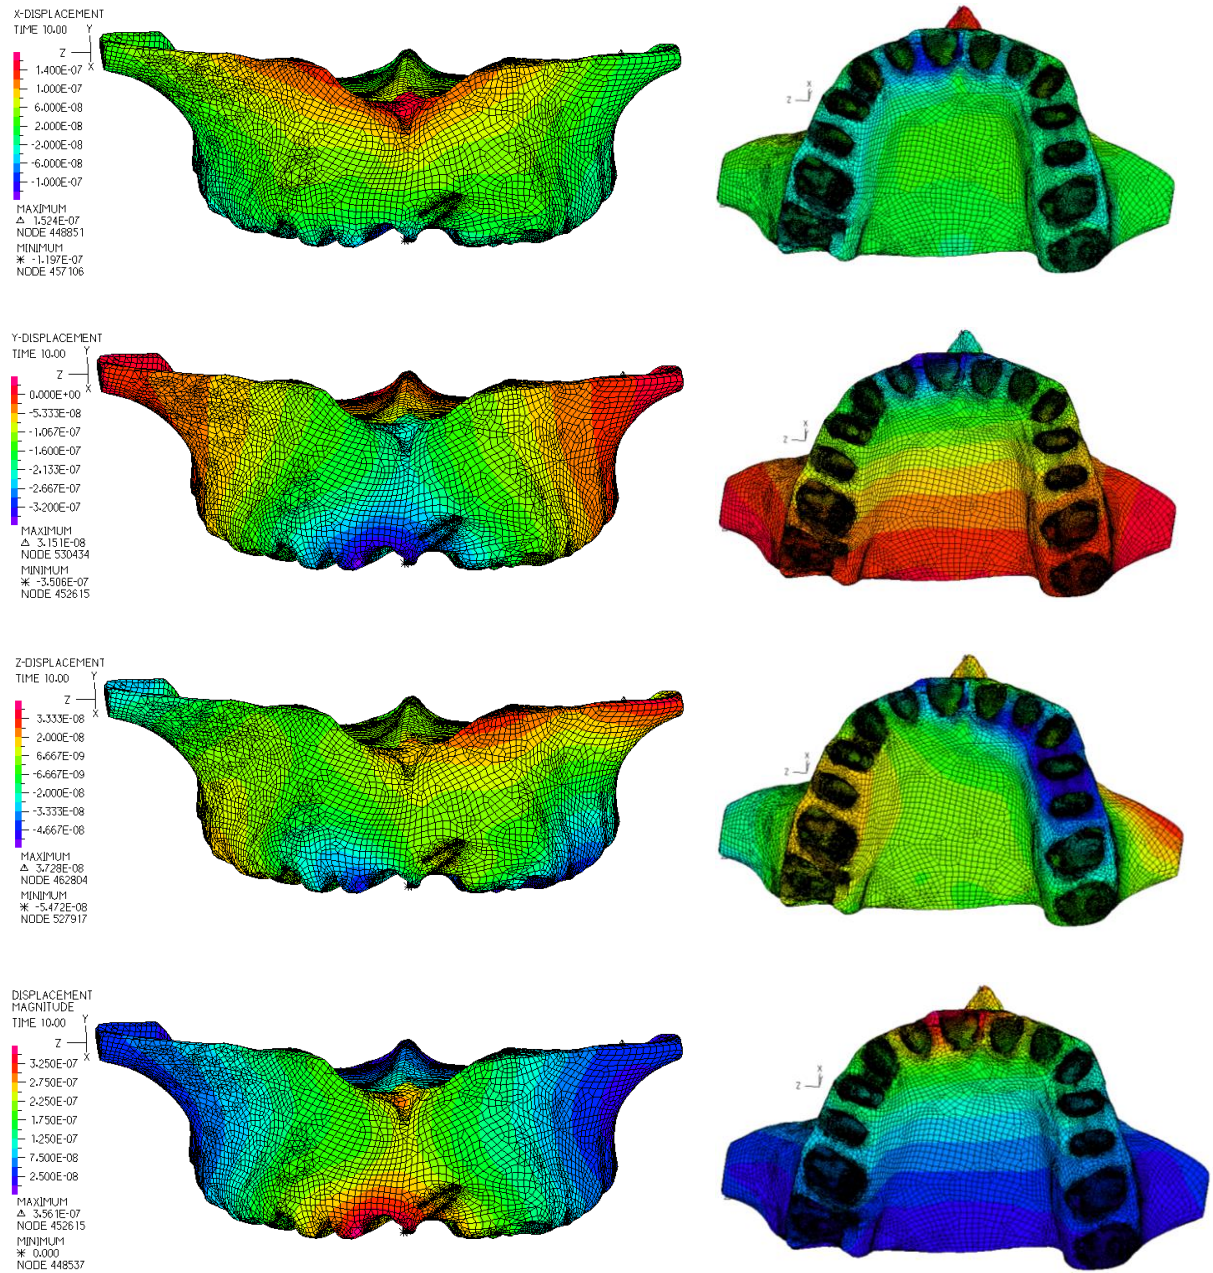 X-DISPLACEMENT
TIME 10.00
Y
Z
X
1.400E-07
1.000E-07
6.000E-08
2.000E-08
-2.000E-08
-6.000E-08
-1.000E-07
MAXIMUM
△ 1.524E-07
NODE 448851
MINIMUM
✳ -1.197E-07
NODE 457106
X
Z
Y-DISPLACEMENT
TIME 10.00
Y
Z
X
0.000E+00
-5.333E-08
-1.067E-07
-1.600E-07
-2.133E-07
-2.667E-07
-3.200E-07
MAXIMUM
△ 3.151E-08
NODE 530434
MINIMUM
✳ -3.506E-07
NODE 452615
X
Z
Z-DISPLACEMENT
TIME 10.00
Y
Z
X
3.333E-08
2.000E-08
6.667E-09
-6.667E-09
-2.000E-08
-3.333E-08
-4.667E-08
MAXIMUM
△ 3.728E-08
NODE 462804
MINIMUM
✳ -5.472E-08
NODE 527917
X
Z
DISPLACEMENT
MAGNITUDE
TIME 10.00
Y
Z
X
3.250E-07
2.750E-07
2.250E-07
1.750E-07
1.250E-07
7.500E-08
2.500E-08
MAXIMUM
△ 3.561E-07
NODE 452615
MINIMUM
✳ 0.000
NODE 448537
X
Z